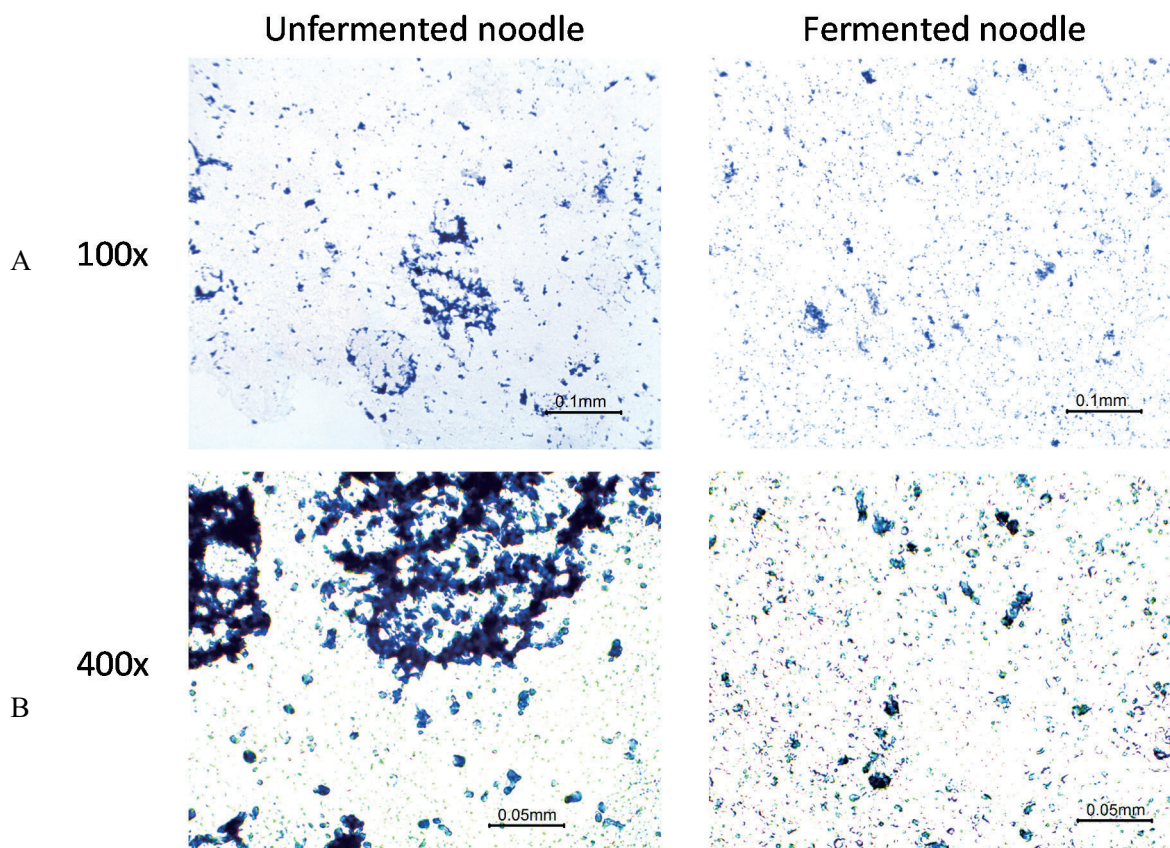 Unfermented noodle
Fermented noodle
A
100x
0.1mm
0.1mm
B
400x
0.05mm
0.05mm